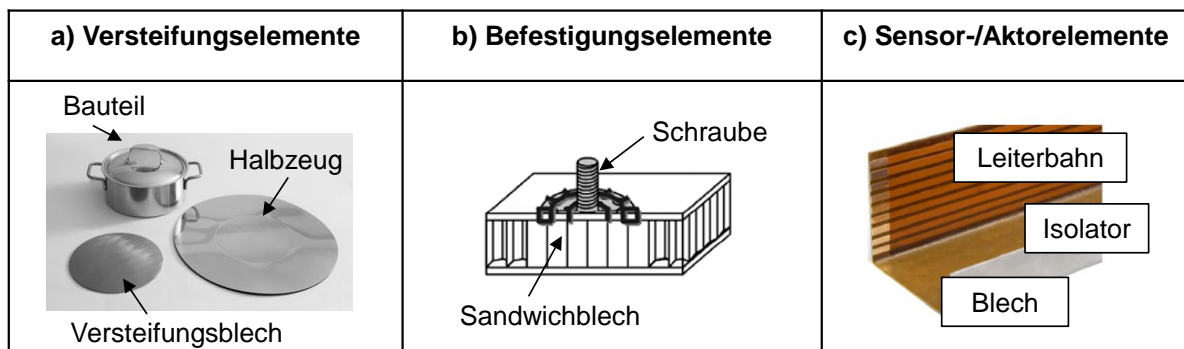 a) Versteifungselemente
b) Befestigungselemente
c) Sensor-/Aktorelemente
Bauteil
Halbzeug
Versteifungsblech
Schraube
Sandwichblech
Leiterbahn
Isolator
Blech